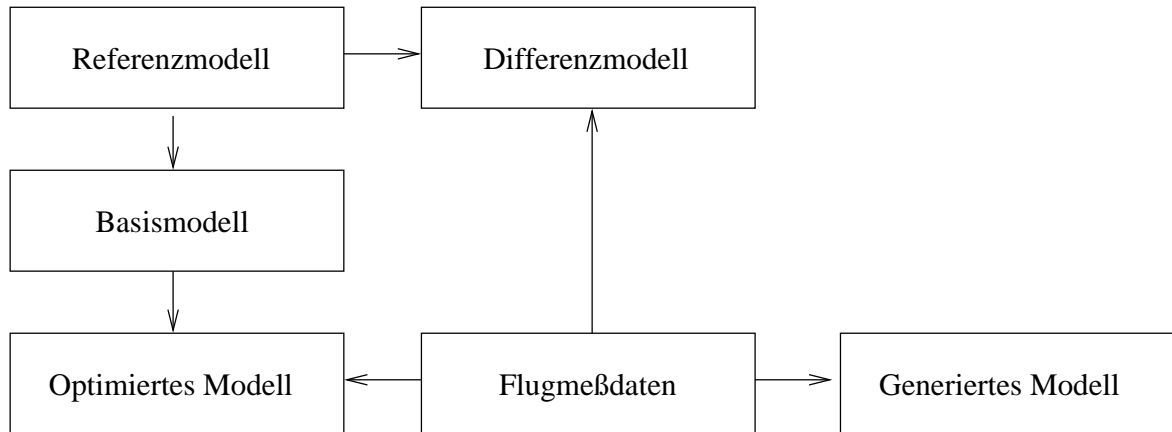 Referenzmodell
Differenzmodell
Basismodell
Optimiertes Modell
Flugmeßdaten
Generiertes Modell